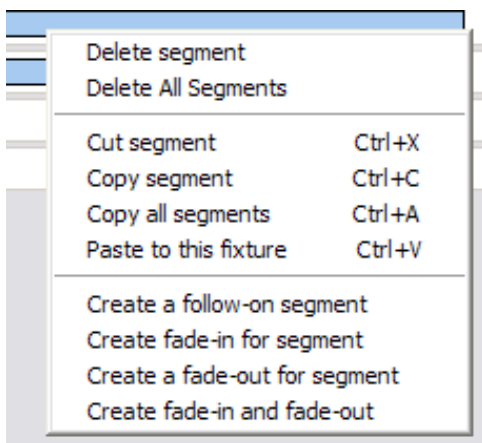 Delete segment
Delete All Segments
Cut segment Ctrl+X
Copy segment Ctrl+C
Copy all segments Ctrl+A
Paste to this fixture Ctrl+V
Create a follow-on segment
Create fade-in for segment
Create a fade-out for segment
Create fade-in and fade-out